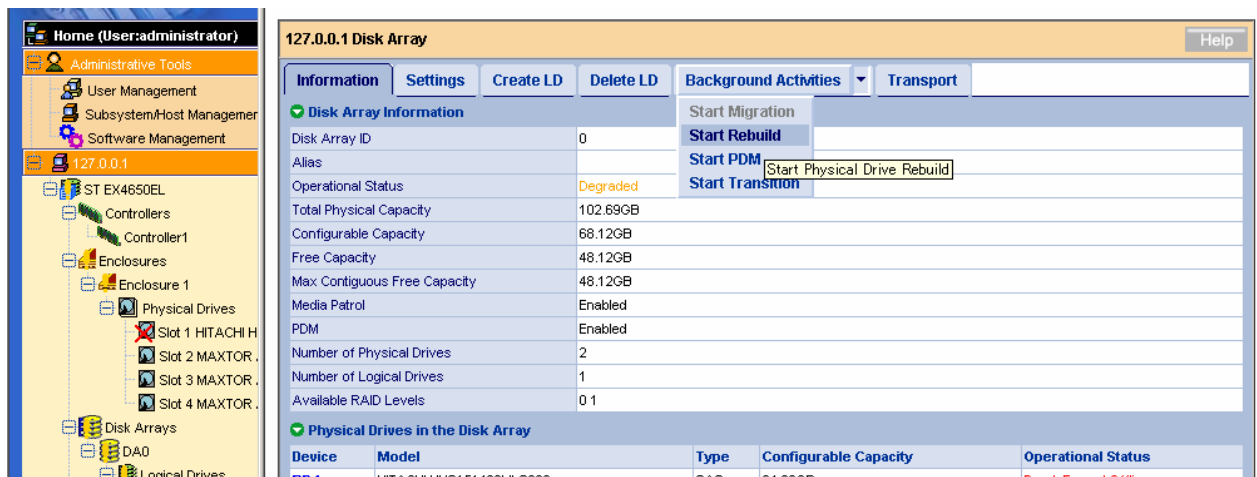 Home (User:administrator)
Administrative Tools
User Management
Subsystem/Host Managemer
Software Management
127.0.0.1
ST EX4650EL
Controllers
Controller1
Enclosures
Enclosure 1
Physical Drives
Slot 1 HITACHI H
Slot 2 MAXTOR
Slot 3 MAXTOR
Slot 4 MAXTOR
Disk Arrays
DA0
Logical Drives
127.0.0.1 Disk Array Help
Information Settings Create LD Delete LD Background Activities Transport
Start Migration
Start Rebuild
Start PDM
Start Physical Drive Rebuild
Start Transition
Disk Array Information
Disk Array ID 0
Alias
Operational Status Degraded
Total Physical Capacity 102.69GB
Configurable Capacity 68.12GB
Free Capacity 48.12GB
Max Contiguous Free Capacity 48.12GB
Media Patrol Enabled
PDM Enabled
Number of Physical Drives 2
Number of Logical Drives 1
Available RAID Levels 0 1
Physical Drives in the Disk Array
Device Model Type Configurable Capacity Operational Status